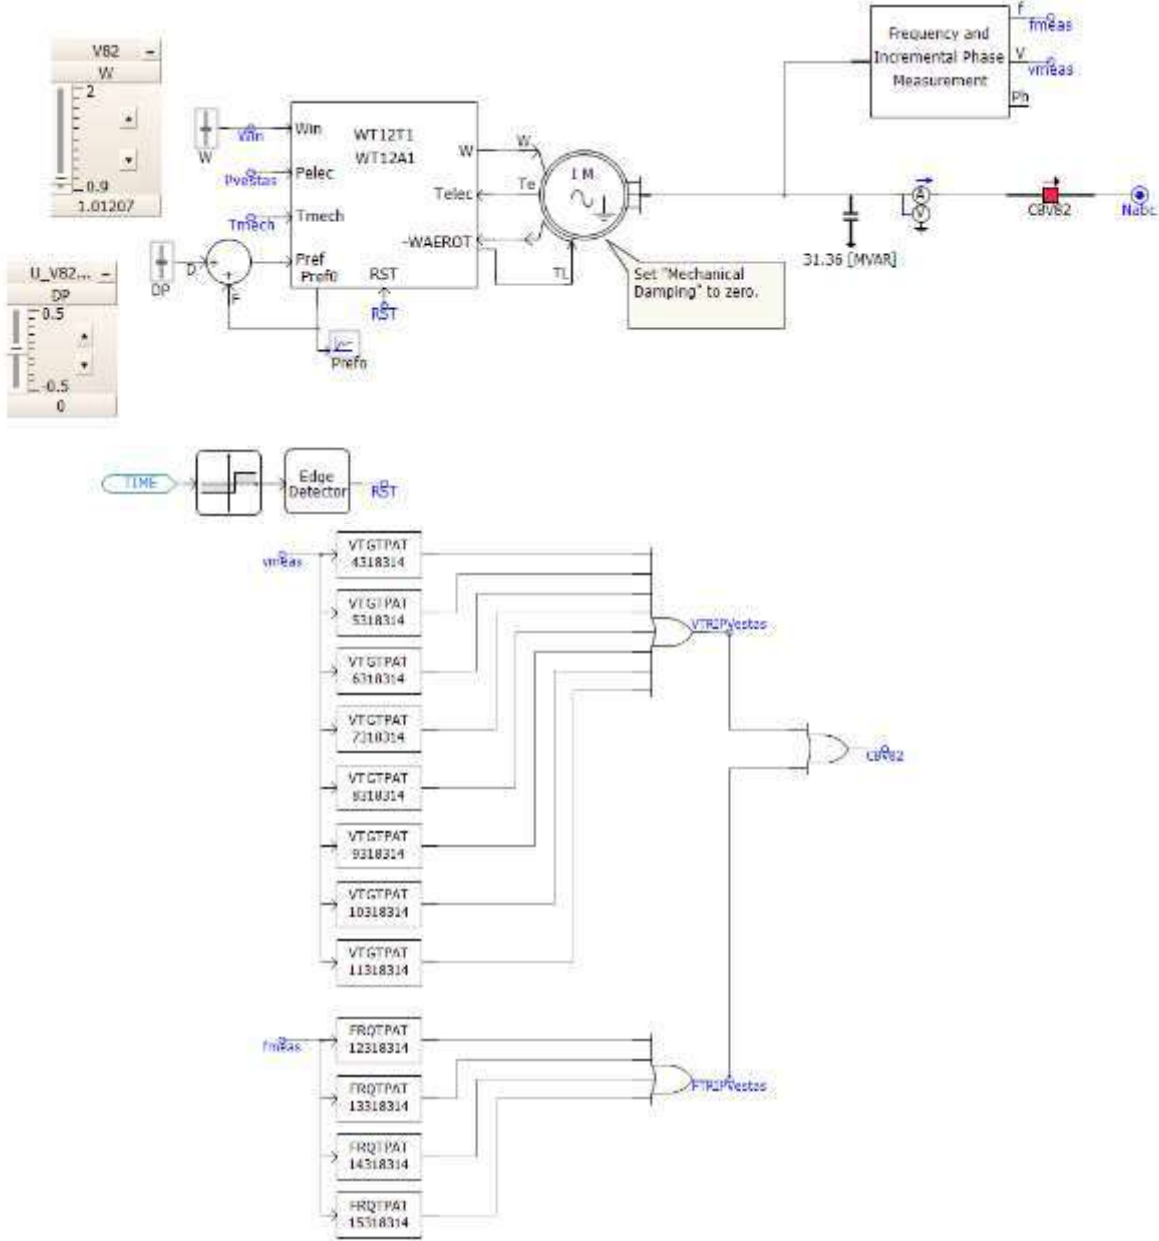 V82
W
2
0.9
1.01207
U_V82...
DP
0.5
-0.5
0
W
Win
Pvestas
Tmech
DP
D
F
Win
Pelec
Tmech
Pref
Pref0
WT12T1
WT12A1
RST
W
Telec
-WAEROT
RST
Pref0
W
Te
TL
I M
Set "Mechanical
Damping" to zero.
Frequency and
Incremental Phase
Measurement
f
V
Ph
fmeas
vmeas
31.36 [MVAR]
A
V
CBV82
Nabc
TIME
Edge
Detector
RST
vmeas
VTGTPAT
4318314
VTGTPAT
5318314
VTGTPAT
6318314
VTGTPAT
7318314
VTGTPAT
8318314
VTGTPAT
9318314
VTGTPAT
10318314
VTGTPAT
11318314
VTRIPVestas
CBV82
fmeas
FRQTPAT
12318314
FRQTPAT
13318314
FRQTPAT
14318314
FRQTPAT
15318314
FTRIPVestas